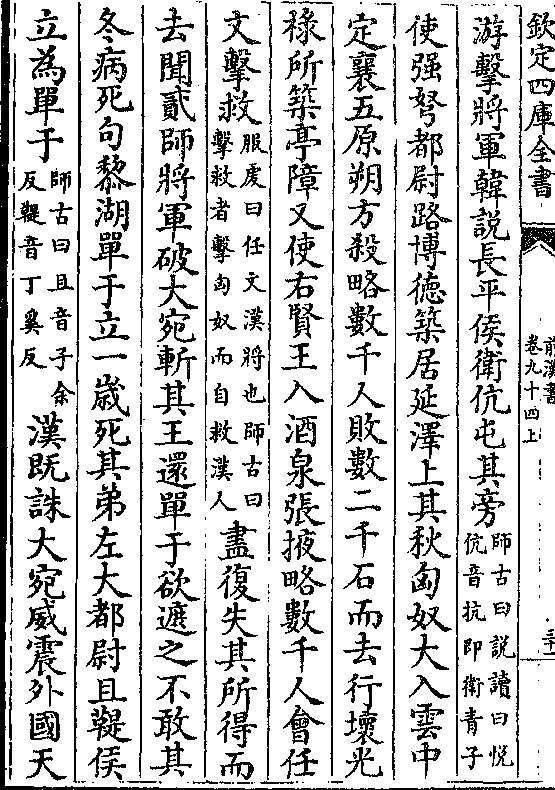 欽定四庫全書
前漢書
卷九十四上
游擊將軍韓説長平侯衛伉屯其旁師古曰説讀曰悦
伉音抗即衛青子
使强弩都尉路博徳築居延澤上其秋匈奴大入雲中
定襄五原朔方殺略數千人敗數二千石而去行壞光
禄所築亭障又使右賢王入酒泉張掖略數千人會任
文擊救服䖍曰任文漢將也師古曰
擊救者擊匈奴而自救漢人盡復失其所得而
去聞貳師將軍破大宛斬其王還單于欲遮之不敢其
冬病死句黎湖單于立一歳死其弟左大都尉且鞮侯
立為單于師古曰且音子余
反鞮音丁奚反漢既誅大宛威震外國天